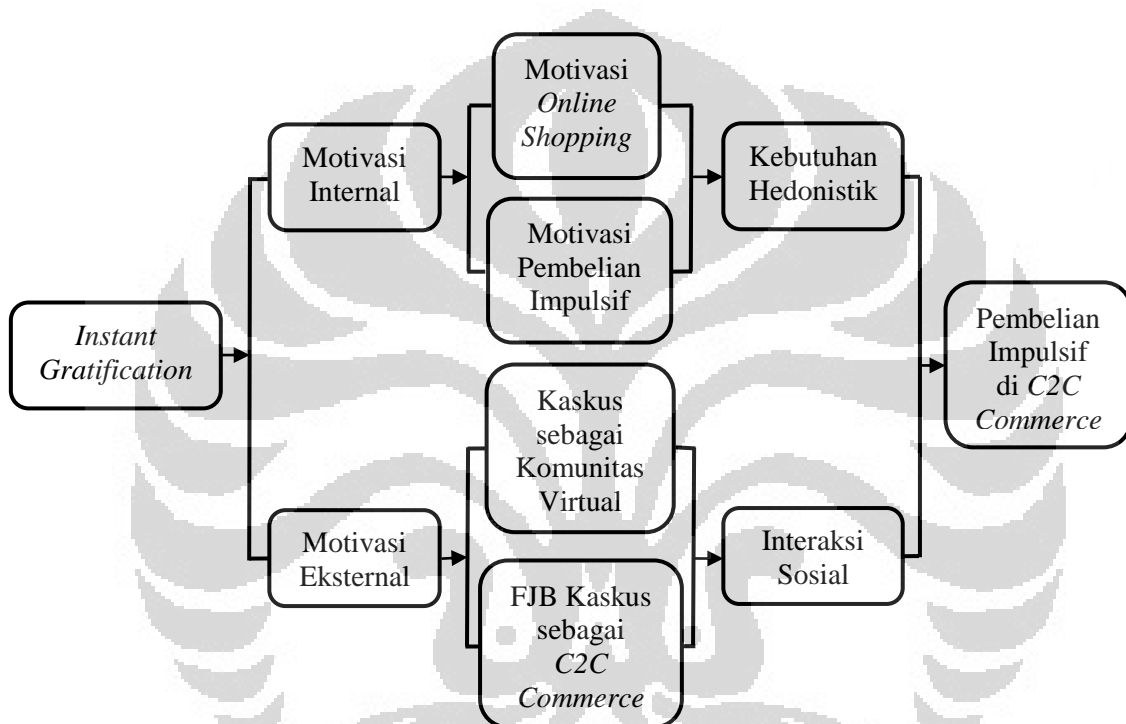 Instant
Gratification
Motivasi
Internal
Motivasi
Online
Shopping
Motivasi
Pembelian
Impulsif
Kebutuhan
Hedonistik
Motivasi
Eksternal
Kaskus
sebagai
Komunitas
Virtual
FJB Kaskus
sebagai
C2C
Commerce
Interaksi
Sosial
Pembelian
Impulsif
di C2C
Commerce